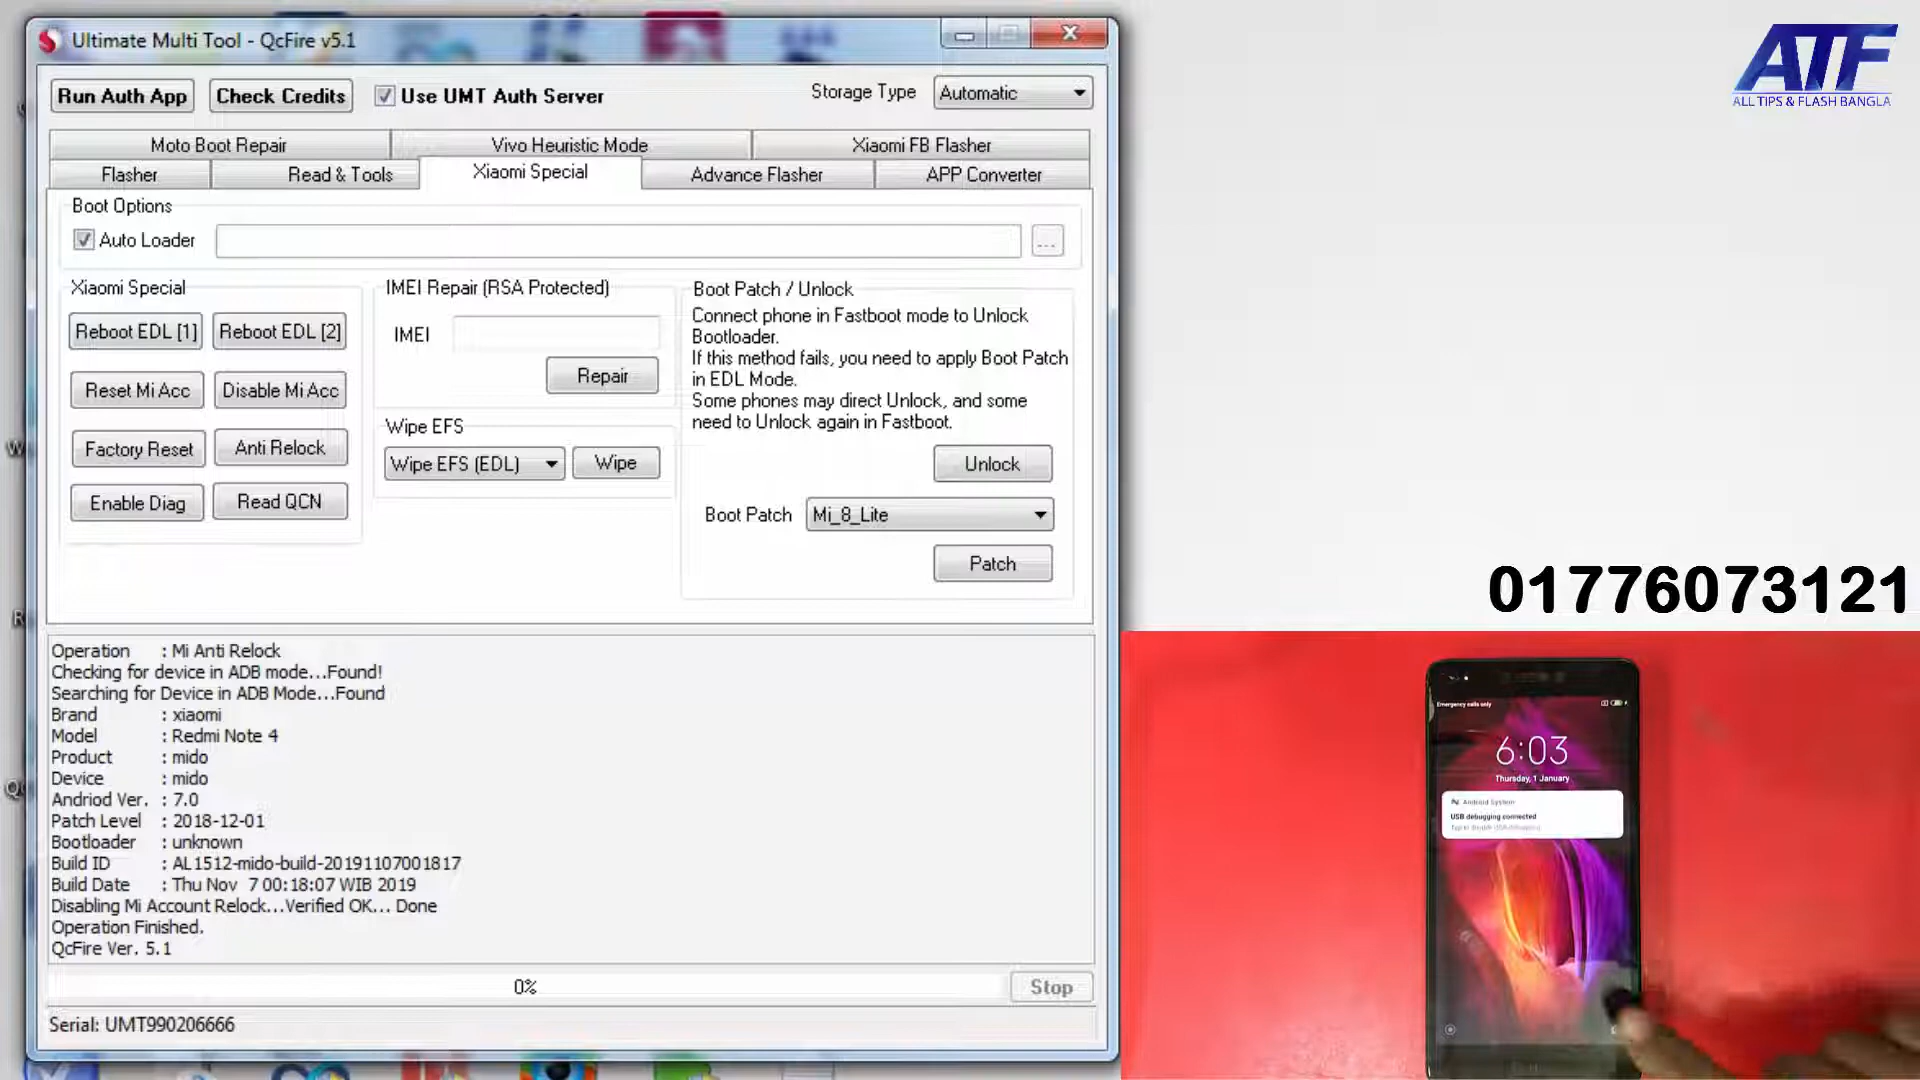 Ultimate Multi Tool - QcFire v5.1
Run Auth App
Check Credits
Use UMT Auth Server
Storage Type
Automatic
Moto Boot Repair
Vivo Heuristic Mode
Xiaomi FB Flasher
Flasher
Read & Tools
Xiaomi Special
Advance Flasher
APP Converter
Boot Options
Auto Loader
...
Xiaomi Special
Reboot EDL [1]
Reboot EDL [2]
Reset Mi Acc
Disable Mi Acc
Factory Reset
Anti Relock
Enable Diag
Read QCN
IMEI Repair (RSA Protected)
IMEI
Repair
Wipe EFS
Wipe EFS (EDL)
Wipe
Boot Patch / Unlock
Connect phone in Fastboot mode to Unlock
Bootloader.
If this method fails, you need to apply Boot Patch
in EDL Mode.
Some phones may direct Unlock, and some
need to Unlock again in Fastboot.
Unlock
Boot Patch
Mi_8_Lite
Patch
Operation : Mi Anti Relock
Checking for device in ADB mode...Found!
Searching for Device in ADB Mode...Found
Brand : xiaomi
Model : Redmi Note 4
Product : mido
Device : mido
Andriod Ver. : 7.0
Patch Level : 2018-12-01
Bootloader : unknown
Build ID : AL1512-mido-build-20191107001817
Build Date : Thu Nov 7 00:18:07 WIB 2019
Disabling Mi Account Relock...Verified OK... Done
Operation Finished.
QcFire Ver. 5.1
0%
Stop
Serial: UMT990206666
ATF
ALL TIPS & FLASH BANGLA
01776073121
Emergency calls only
6:03
Thursday, 1 January
Android System
USB debugging connected
Tap to disable USB debugging.